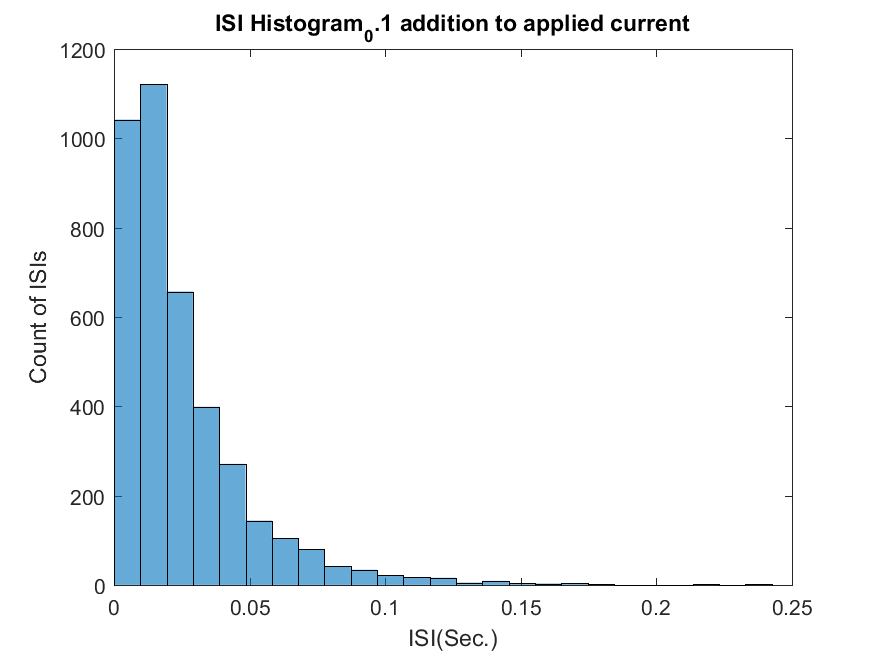 ISI Histogram₀.1 addition to applied current
1200
1000
800
600
400
200
0
Count of ISIs
0 0.05 0.1 0.15 0.2 0.25
ISI(Sec.)